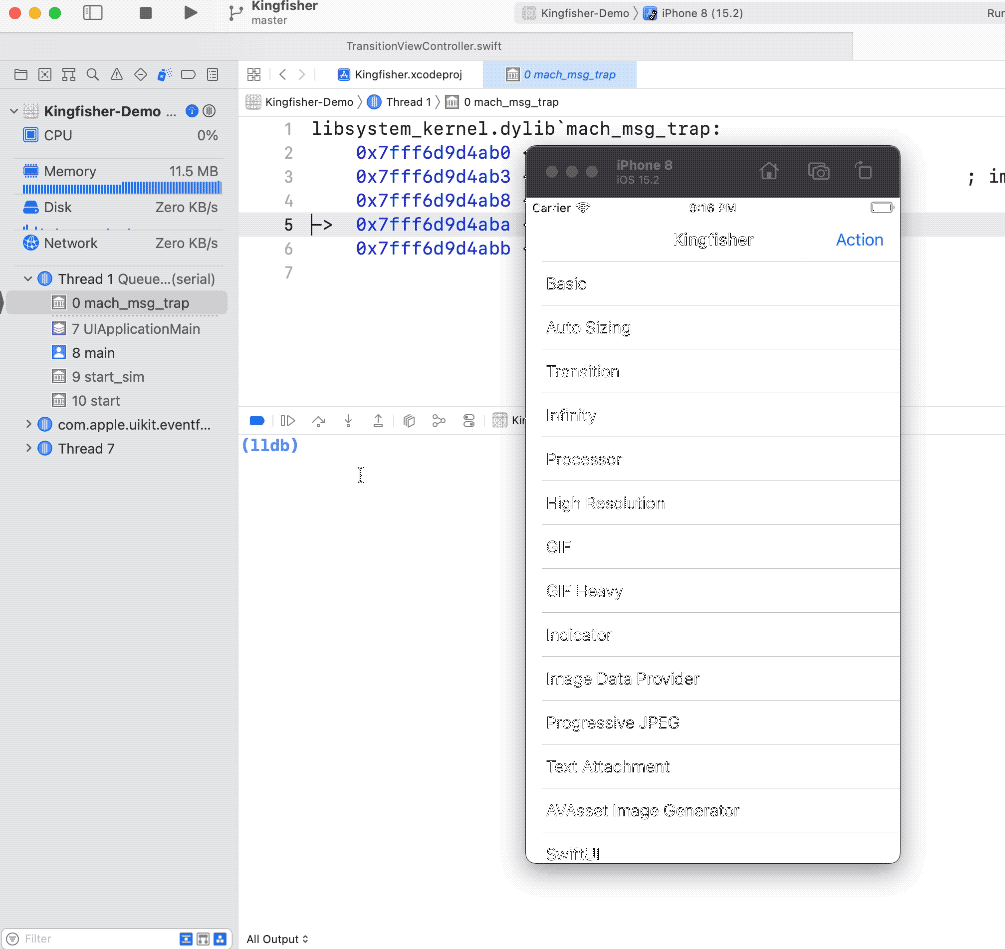 Kingfisher
master
Kingfisher-Demo
iPhone 8 (15.2)
Run
TransitionViewController.swift
Kingfisher.xcodeproj
0 mach_msg_trap
Kingfisher-Demo
Thread 1
0 mach_msg_trap
Kingfisher-Demo ...
CPU
0%
Memory
11.5 MB
Disk
Zero KB/s
Network
Zero KB/s
Thread 1 Queue...(serial)
0 mach_msg_trap
7 UIApplicationMain
8 main
9 start_sim
10 start
com.apple.uikit.eventf...
Thread 7
1 libsystem_kernel.dylib`mach_msg_trap:
2 0x7fff6d9d4ab0 <
3 0x7fff6d9d4ab3 < ; im
4 0x7fff6d9d4ab8 <
5 -> 0x7fff6d9d4aba <
6 0x7fff6d9d4abb <
7
Kin
(lldb)
iPhone 8
iOS 15.2
Carrier
Kingfisher
Action
Basic
Auto Sizing
Transition
Infinity
Processor
High Resolution
GIF
GIF Heavy
Indicator
Image Data Provider
Progressive JPEG
Text Attachment
AVAsset Image Generator
SwiftUI
Filter
All Output